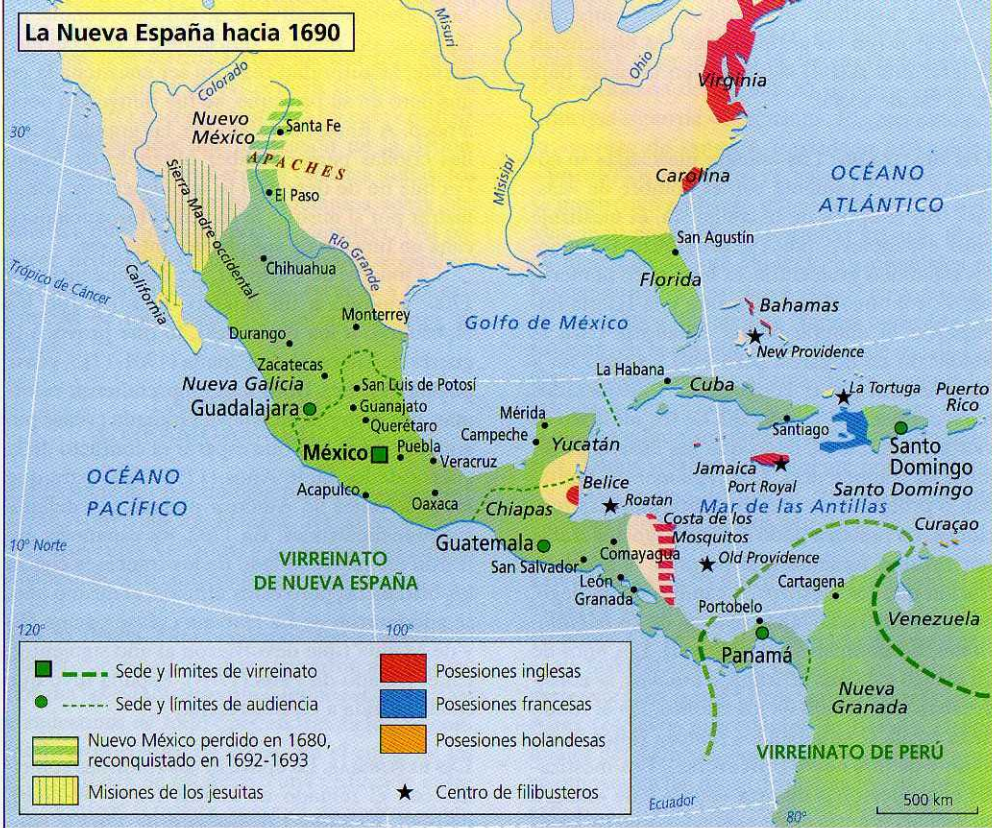 La Nueva España hacia 1690
Misuri
Ohio
Colorado
Virginia
Nuevo
México
Santa Fe
30°
APACHES
Misisipí
Carolina
OCÉANO
ATLÁNTICO
Sierra Madre occidental
El Paso
San Agustín
Río Grande
Chihuahua
Florida
Trópico de Cáncer
California
Bahamas
Monterrey
Golfo de México
Durango
New Providence
Zacatecas
La Habana
Cuba
La Tortuga
Puerto
Rico
Nueva Galicia
San Luis de Potosí
Guadalajara
Guanajato
Mérida
Santiago
Querétaro
Campeche
Yucatán
Santo
Domingo
México
Puebla
Veracruz
Jamaica
Port Royal
Santo Domingo
OCÉANO
PACÍFICO
Acapulco
Oaxaca
Chiapas
Belice
Roatan
Mar de las Antillas
Costa de los
Mosquitos
Curaçao
10° Norte
Guatemala
Comayagua
VIRREINATO
DE NUEVA ESPAÑA
San Salvador
Old Providence
León
Granada
Cartagena
Portobelo
Venezuela
120°
100°
Panamá
Sede y límites de virreinato
Posesiones inglesas
Nueva
Granada
Sede y límites de audiencia
Posesiones francesas
Nuevo México perdido en 1680,
reconquistado en 1692-1693
Posesiones holandesas
VIRREINATO DE PERÚ
Misiones de los jesuitas
Centro de filibusteros
Ecuador
80°
500 km